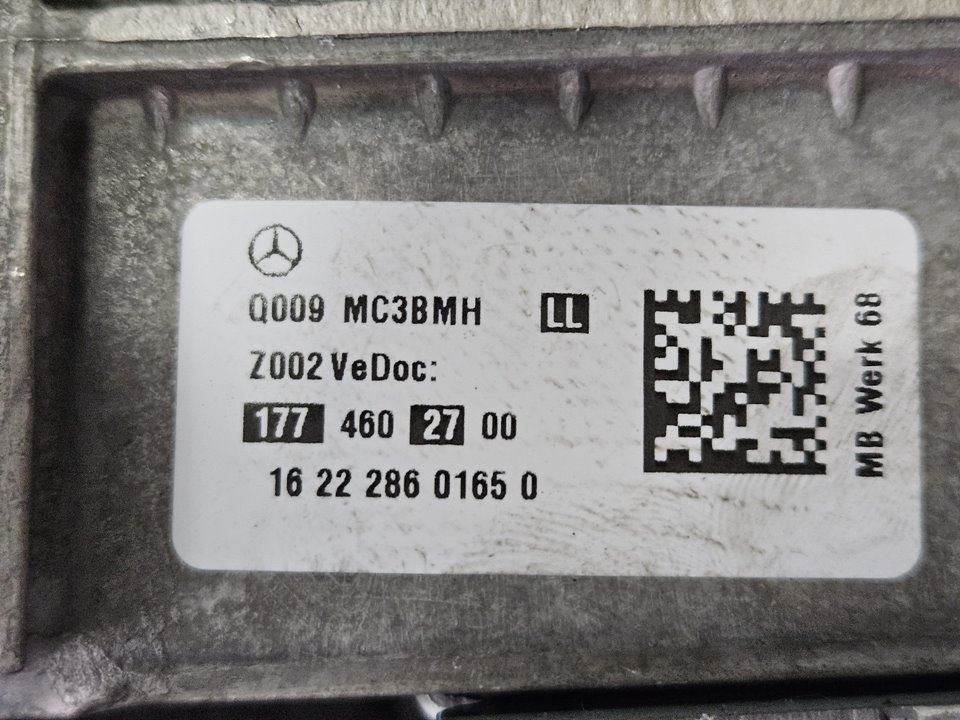 Q009 MC3BMH LL
Z002 VeDoc:
177 460 27 00
16 22 286 0165 0
MB Werk 68